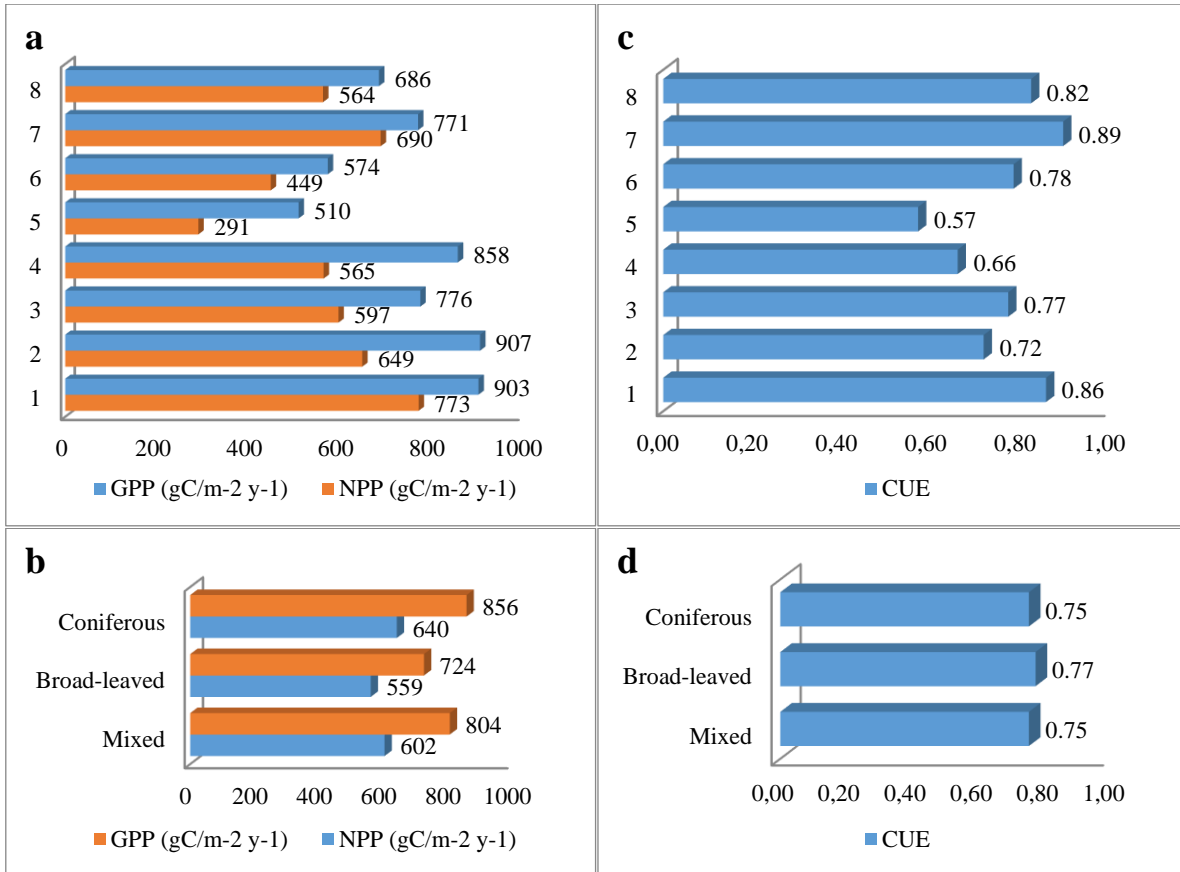 a
8
686
564
7
771
690
6
574
449
5
510
291
4
858
565
3
776
597
2
907
649
1
903
773
0 200 400 600 800 1000
GPP (gC/m-2 y-1) NPP (gC/m-2 y-1)
c
8 0.82
7 0.89
6 0.78
5 0.57
4 0.66
3 0.77
2 0.72
1 0.86
0,00 0,20 0,40 0,60 0,80 1,00
CUE
b
Coniferous
856
640
Broad-leaved
724
559
Mixed
804
602
0 200 400 600 800 1000
GPP (gC/m-2 y-1) NPP (gC/m-2 y-1)
d
Coniferous 0.75
Broad-leaved 0.77
Mixed 0.75
0,00 0,20 0,40 0,60 0,80 1,00
CUE